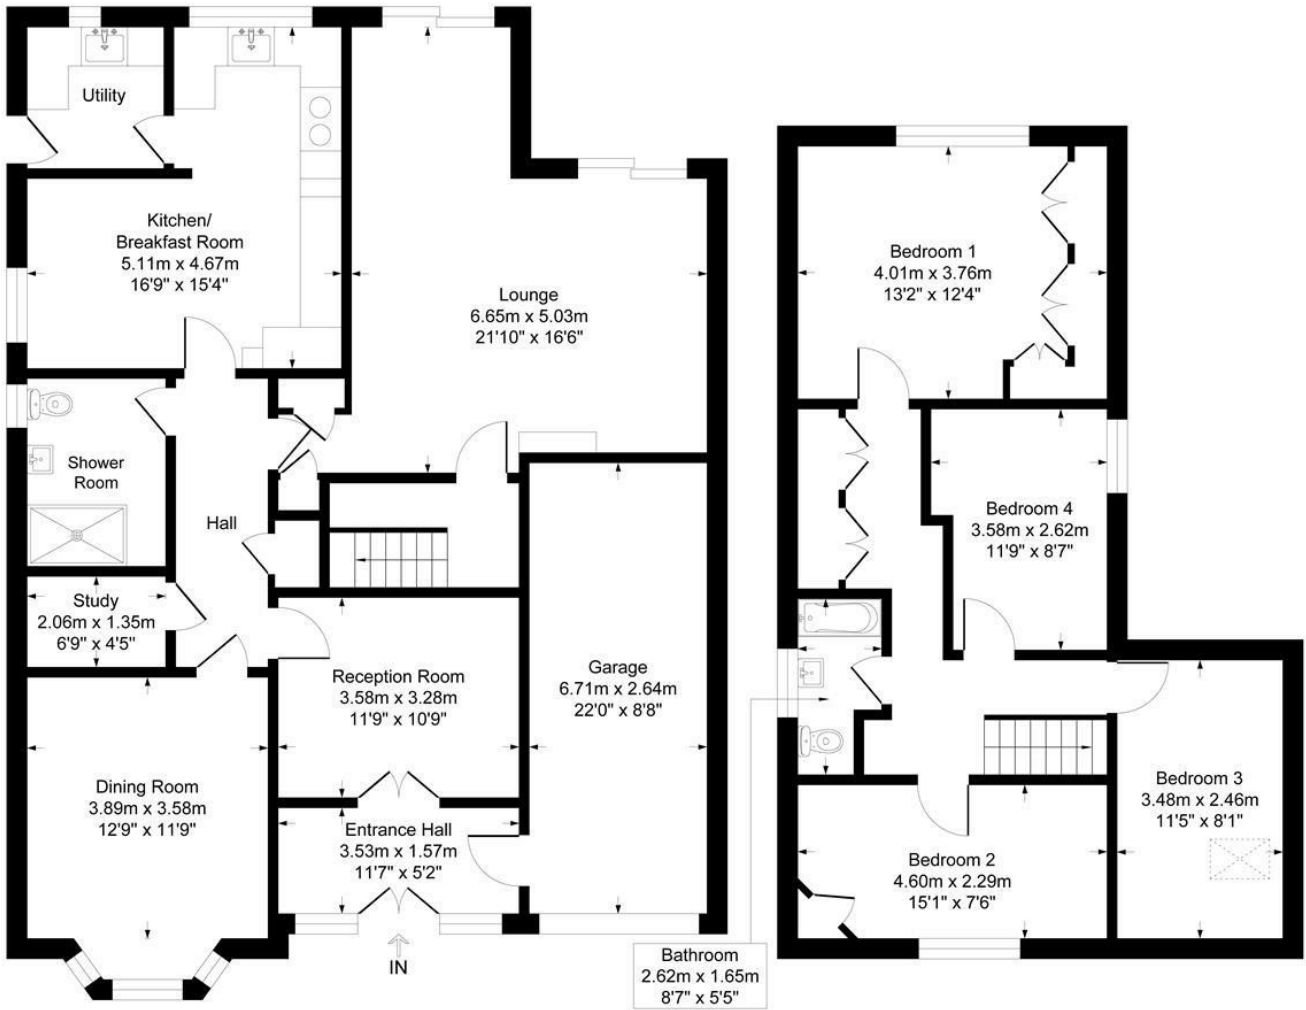 Utility
Kitchen/
Breakfast Room
5.11m x 4.67m
16'9" x 15'4"
Lounge
6.65m x 5.03m
21'10" x 16'6"
Shower
Room
Hall
Study
2.06m x 1.35m
6'9" x 4'5"
Reception Room
3.58m x 3.28m
11'9" x 10'9"
Garage
6.71m x 2.64m
22'0" x 8'8"
Dining Room
3.89m x 3.58m
12'9" x 11'9"
Entrance Hall
3.53m x 1.57m
11'7" x 5'2"
IN
Bedroom 1
4.01m x 3.76m
13'2" x 12'4"
Bedroom 4
3.58m x 2.62m
11'9" x 8'7"
Bedroom 3
3.48m x 2.46m
11'5" x 8'1"
Bedroom 2
4.60m x 2.29m
15'1" x 7'6"
Bathroom
2.62m x 1.65m
8'7" x 5'5"